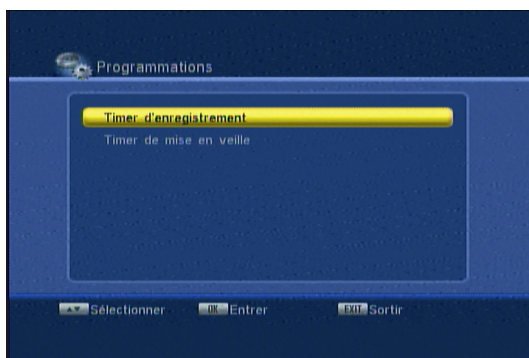 Programmations
Timer d'enregistrement
Timer de mise en veille
▲▼ Sélectionner OK Entrer EXIT Sortir